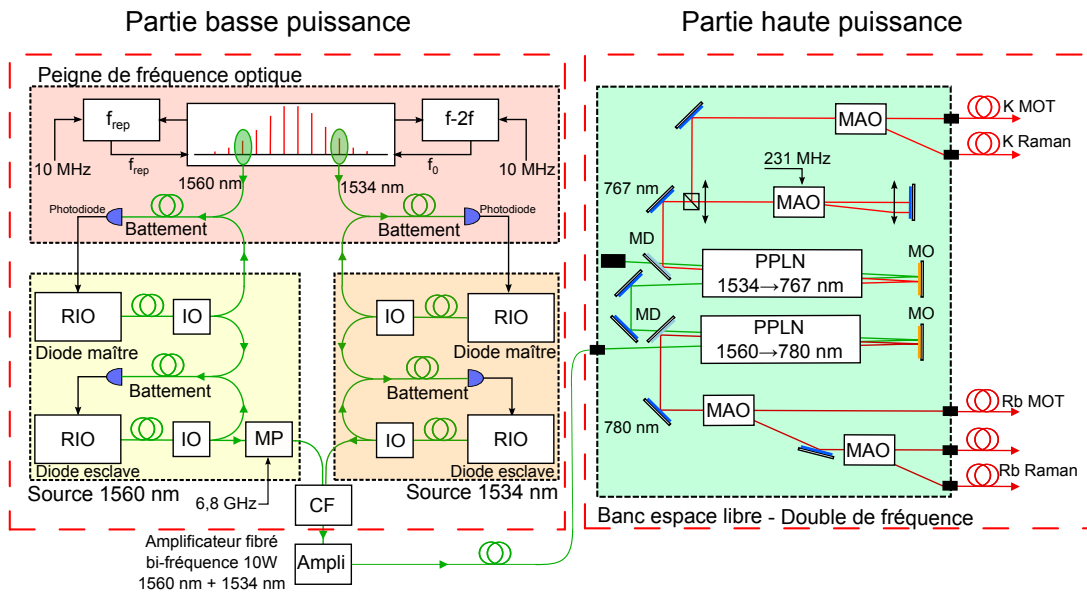 Partie basse puissance
Partie haute puissance
Peigne de fréquence optique
f_rep
f-2f
10 MHz
f_rep
1560 nm
1534 nm
f_0
10 MHz
Photodiode
Battement
Battement
Photodiode
RIO
IO
Diode maître
IO
RIO
Diode maître
Battement
Battement
RIO
IO
MP
Diode esclave
IO
RIO
Diode esclave
Source 1560 nm
6,8 GHz
CF
Source 1534 nm
Amplificateur fibré
bi-fréquence 10W
1560 nm + 1534 nm
Ampli
MAO
K MOT
K Raman
231 MHz
767 nm
MAO
MD
PPLN
1534→767 nm
MO
MD
PPLN
1560→780 nm
MO
780 nm
MAO
MAO
Rb MOT
Rb Raman
Banc espace libre - Double de fréquence